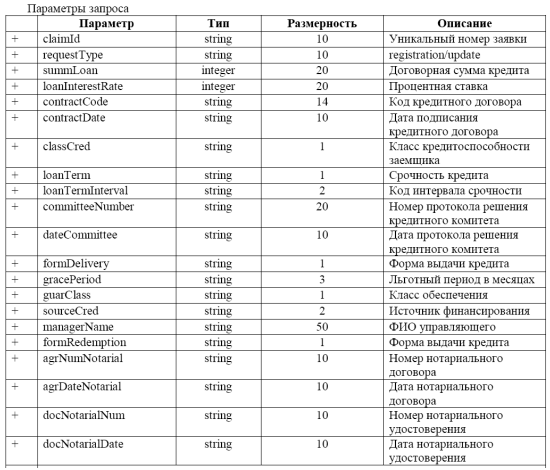 Параметры запроса
Параметр Тип Размерность Описание
+ claimId string 10 Уникальный номер заявки
+ requestType string 10 registration/update
+ summLoan integer 20 Договорная сумма кредита
+ loanInterestRate integer 20 Процентная ставка
+ contractCode string 14 Код кредитного договора
+ contractDate string 10 Дата подписания
кредитного договора
+ classCred string 1 Класс кредитоспособности
заемщика
+ loanTerm string 1 Срочность кредита
+ loanTermInterval string 2 Код интервала срочности
+ committeeNumber string 20 Номер протокола решения
кредитного комитета
+ dateCommittee string 10 Дата протокола решения
кредитного комитета
+ formDelivery string 1 Форма выдачи кредита
+ gracePeriod string 3 Льготный период в месяцах
+ guarClass string 1 Класс обеспечения
+ sourceCred string 2 Источник финансирования
+ managerName string 50 ФИО управляющего
+ formRedemption string 1 Форма выдачи кредита
+ agrNumNotarial string 10 Номер нотариального
договора
+ agrDateNotarial string 10 Дата нотариального
договора
+ docNotarialNum string 10 Номер нотариального
удостоверения
+ docNotarialDate string 10 Дата нотариального
удостоверения